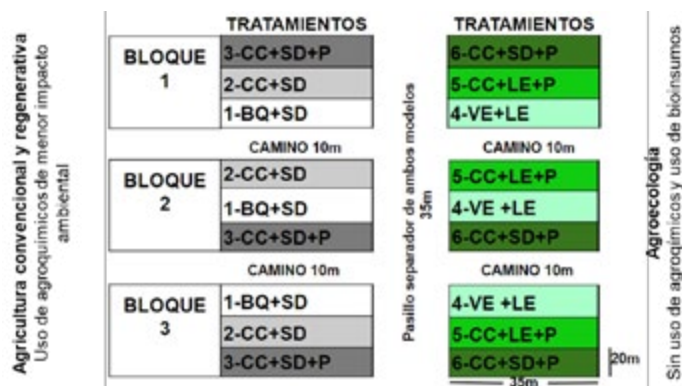 Agricultura convencional y regenerativa
Uso de agroquímicos de menor impacto
ambiental
TRATAMIENTOS
BLOQUE
1
3-CC+SD+P
2-CC+SD
1-BQ+SD
CAMINO 10m
BLOQUE
2
2-CC+SD
1-BQ+SD
3-CC+SD+P
CAMINO 10m
BLOQUE
3
1-BQ+SD
2-CC+SD
3-CC+SD+P
Pasillo separador de ambos modelos
35m
TRATAMIENTOS
6-CC+SD+P
5-CC+LE+P
4-VE+LE
CAMINO 10m
5-CC+LE+P
4-VE +LE
6-CC+SD+P
CAMINO 10m
4-VE +LE
5-CC+LE+P
6-CC+SD+P
20m
35m
Agroecología
Sin uso de agroqímicos y uso de bioinsumos